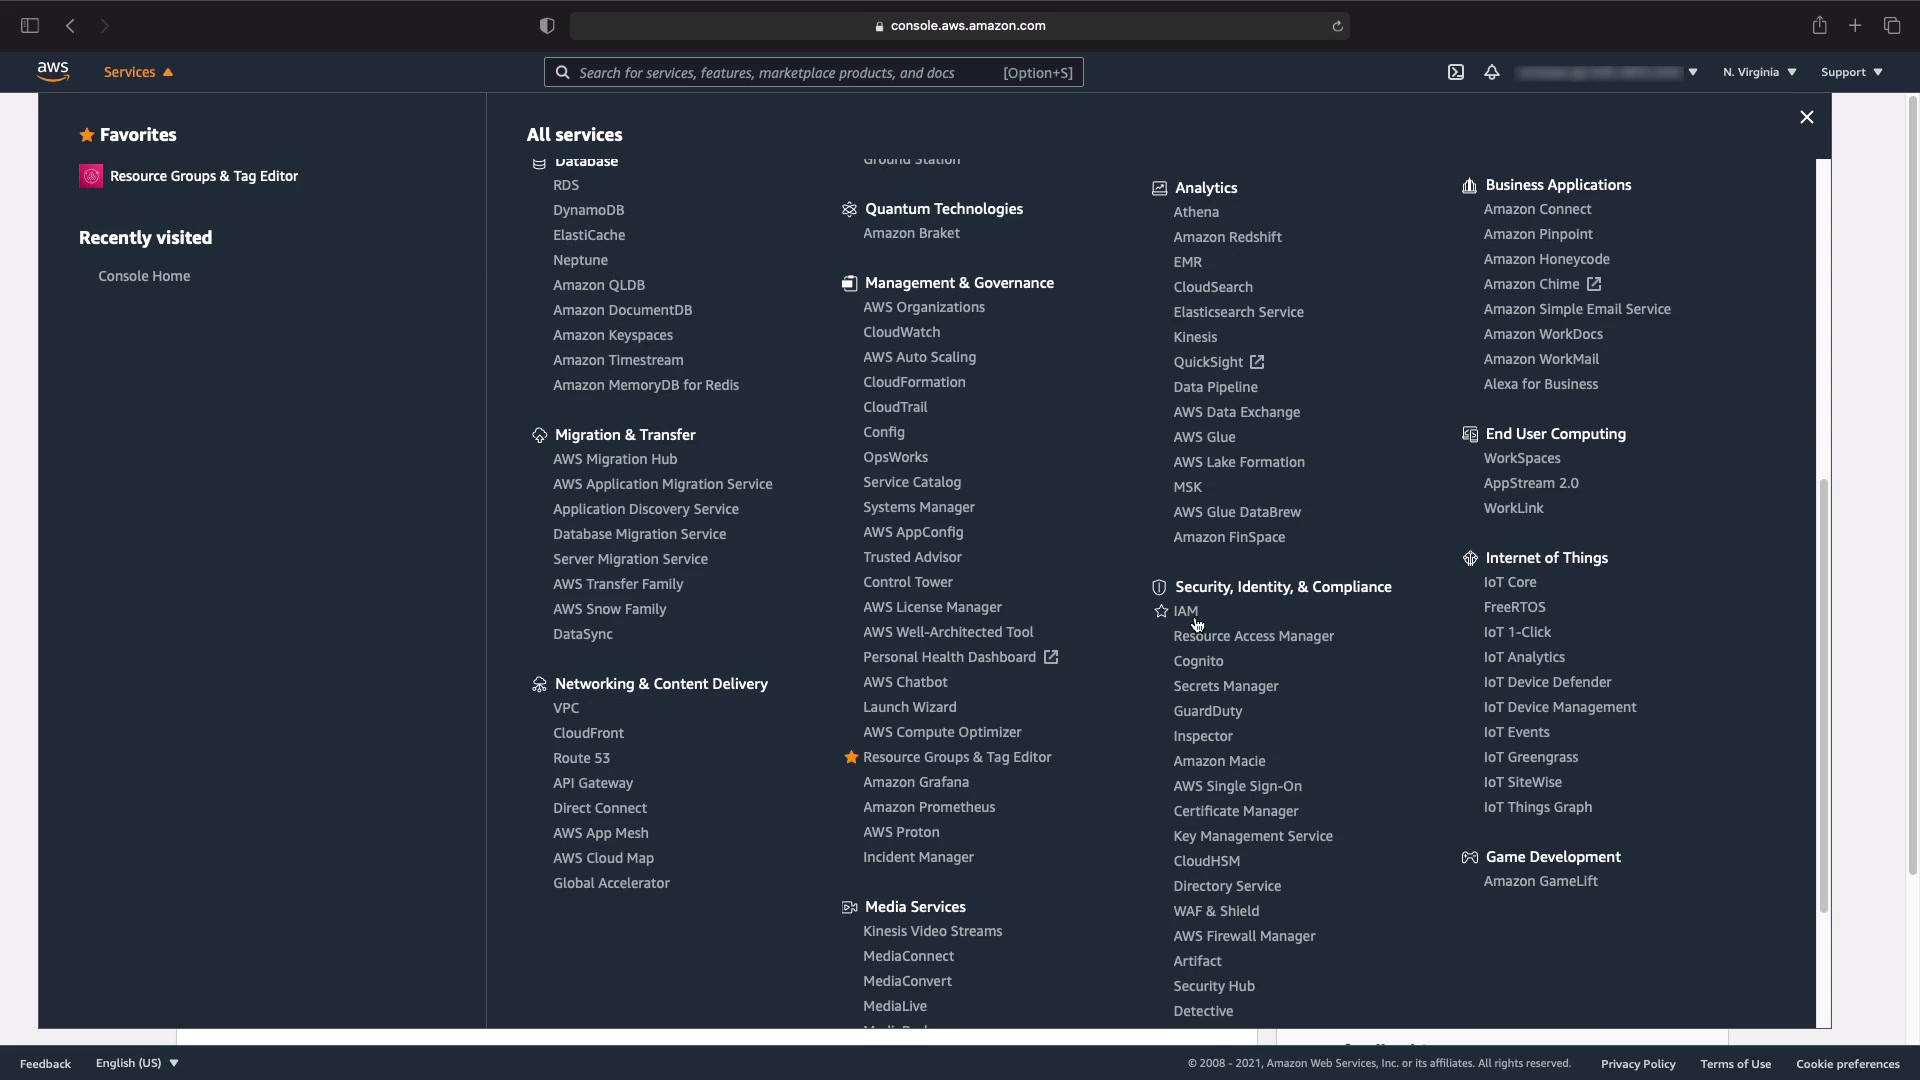 console.aws.amazon.com
aws
Services
Search for services, features, marketplace products, and docs
[Option+S]
N. Virginia
Support
Favorites
Resource Groups & Tag Editor
Recently visited
Console Home
All services
Database
RDS
DynamoDB
ElastiCache
Neptune
Amazon QLDB
Amazon DocumentDB
Amazon Keyspaces
Amazon Timestream
Amazon MemoryDB for Redis
Migration & Transfer
AWS Migration Hub
AWS Application Migration Service
Application Discovery Service
Database Migration Service
Server Migration Service
AWS Transfer Family
AWS Snow Family
DataSync
Networking & Content Delivery
VPC
CloudFront
Route 53
API Gateway
Direct Connect
AWS App Mesh
AWS Cloud Map
Global Accelerator
Ground Station
Quantum Technologies
Amazon Braket
Management & Governance
AWS Organizations
CloudWatch
AWS Auto Scaling
CloudFormation
CloudTrail
Config
OpsWorks
Service Catalog
Systems Manager
AWS AppConfig
Trusted Advisor
Control Tower
AWS License Manager
AWS Well-Architected Tool
Personal Health Dashboard
AWS Chatbot
Launch Wizard
AWS Compute Optimizer
Resource Groups & Tag Editor
Amazon Grafana
Amazon Prometheus
AWS Proton
Incident Manager
Media Services
Kinesis Video Streams
MediaConnect
MediaConvert
MediaLive
Analytics
Athena
Amazon Redshift
EMR
CloudSearch
Elasticsearch Service
Kinesis
QuickSight
Data Pipeline
AWS Data Exchange
AWS Glue
AWS Lake Formation
MSK
AWS Glue DataBrew
Amazon FinSpace
Security, Identity, & Compliance
IAM
Resource Access Manager
Cognito
Secrets Manager
GuardDuty
Inspector
Amazon Macie
AWS Single Sign-On
Certificate Manager
Key Management Service
CloudHSM
Directory Service
WAF & Shield
AWS Firewall Manager
Artifact
Security Hub
Detective
Business Applications
Amazon Connect
Amazon Pinpoint
Amazon Honeycode
Amazon Chime
Amazon Simple Email Service
Amazon WorkDocs
Amazon WorkMail
Alexa for Business
End User Computing
WorkSpaces
AppStream 2.0
WorkLink
Internet of Things
IoT Core
FreeRTOS
IoT 1-Click
IoT Analytics
IoT Device Defender
IoT Device Management
IoT Events
IoT Greengrass
IoT SiteWise
IoT Things Graph
Game Development
Amazon GameLift
Feedback
English (US)
© 2008 - 2021, Amazon Web Services, Inc. or its affiliates. All rights reserved.
Privacy Policy
Terms of Use
Cookie preferences